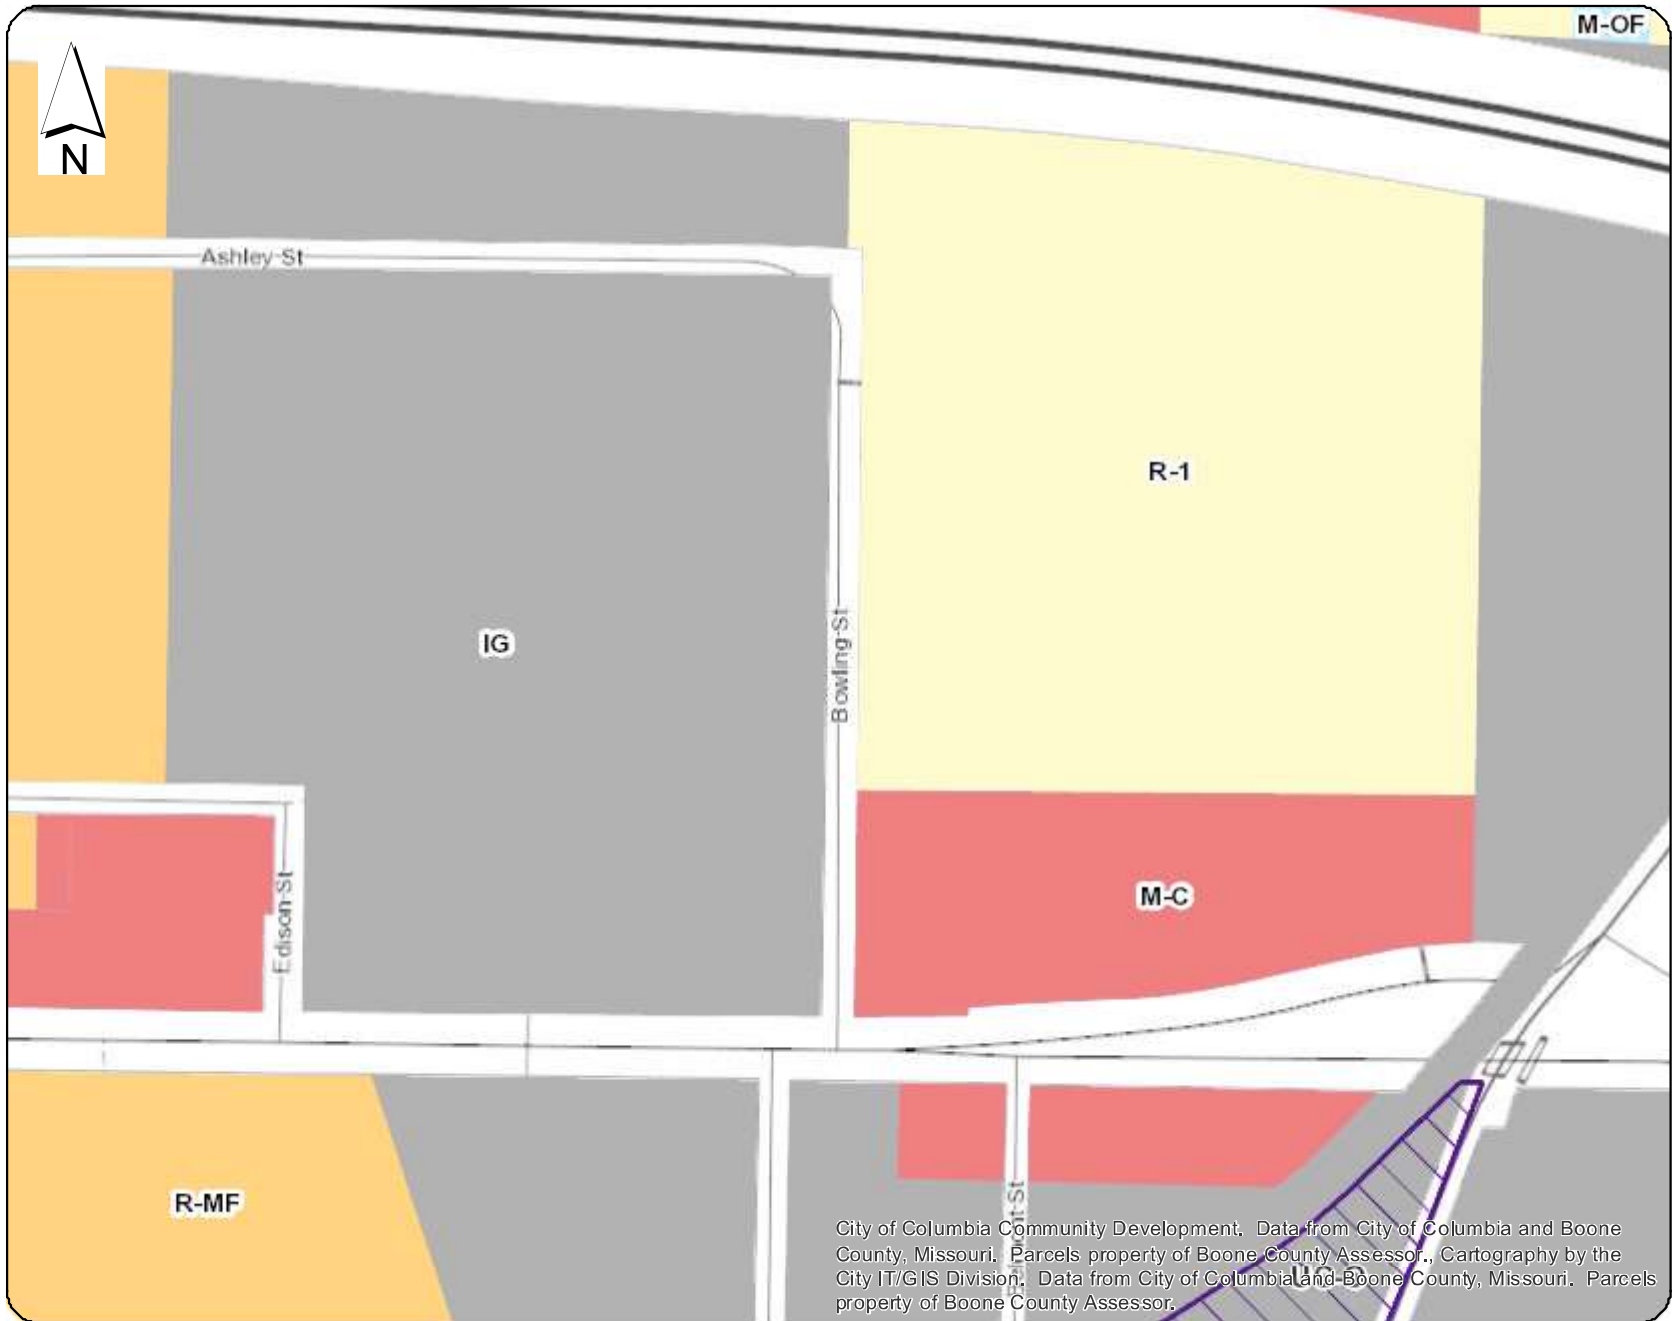 M-OF
N
Ashley St
R-1
IG
Bowling St
M-C
Edison St
R-MF
City of Columbia Community Development. Data from City of Columbia and Boone
County, Missouri. Parcels property of Boone County Assessor., Cartography by the
City IT/GIS Division. Data from City of Columbia and Boone County, Missouri. Parcels
property of Boone County Assessor.
St